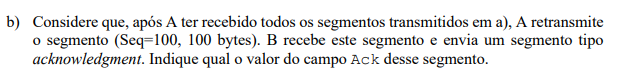 b) Considere que, após A ter recebido todos os segmentos transmitidos em a), A retransmite
o segmento (Seq=100, 100 bytes). B recebe este segmento e envia um segmento tipo
acknowledgment. Indique qual o valor do campo Ack desse segmento.